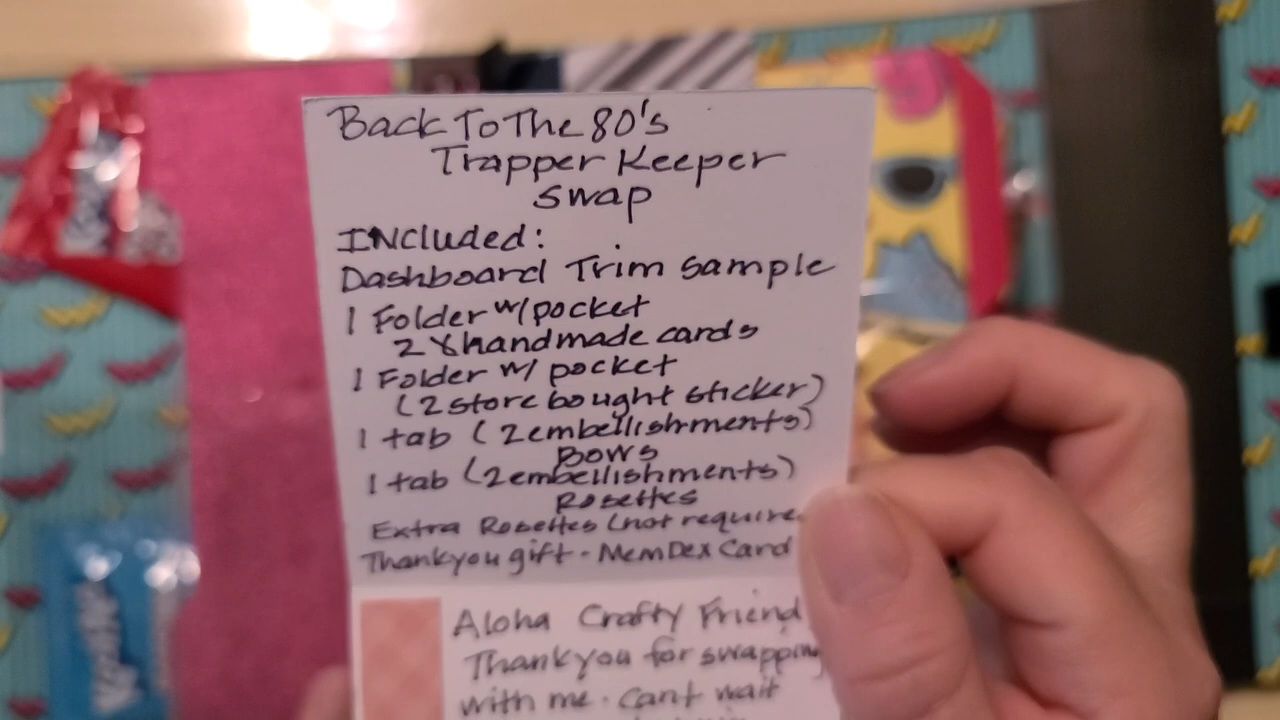 Back To The 80's
Trapper Keeper
swap
INCluded:
Dashboard Trim sample
1 Folder w/pocket
2 handmade cards
1 Folder w/ pocket
(2 store bought sticker)
1 tab (2 embellishments)
Bows
1 tab (2 embellishments)
Rosettes
Extra Rosettes (not require
Thankyou gift - MemDex Card
Aloha Crafty Friend
Thankyou for swapping
with me. Cant wait